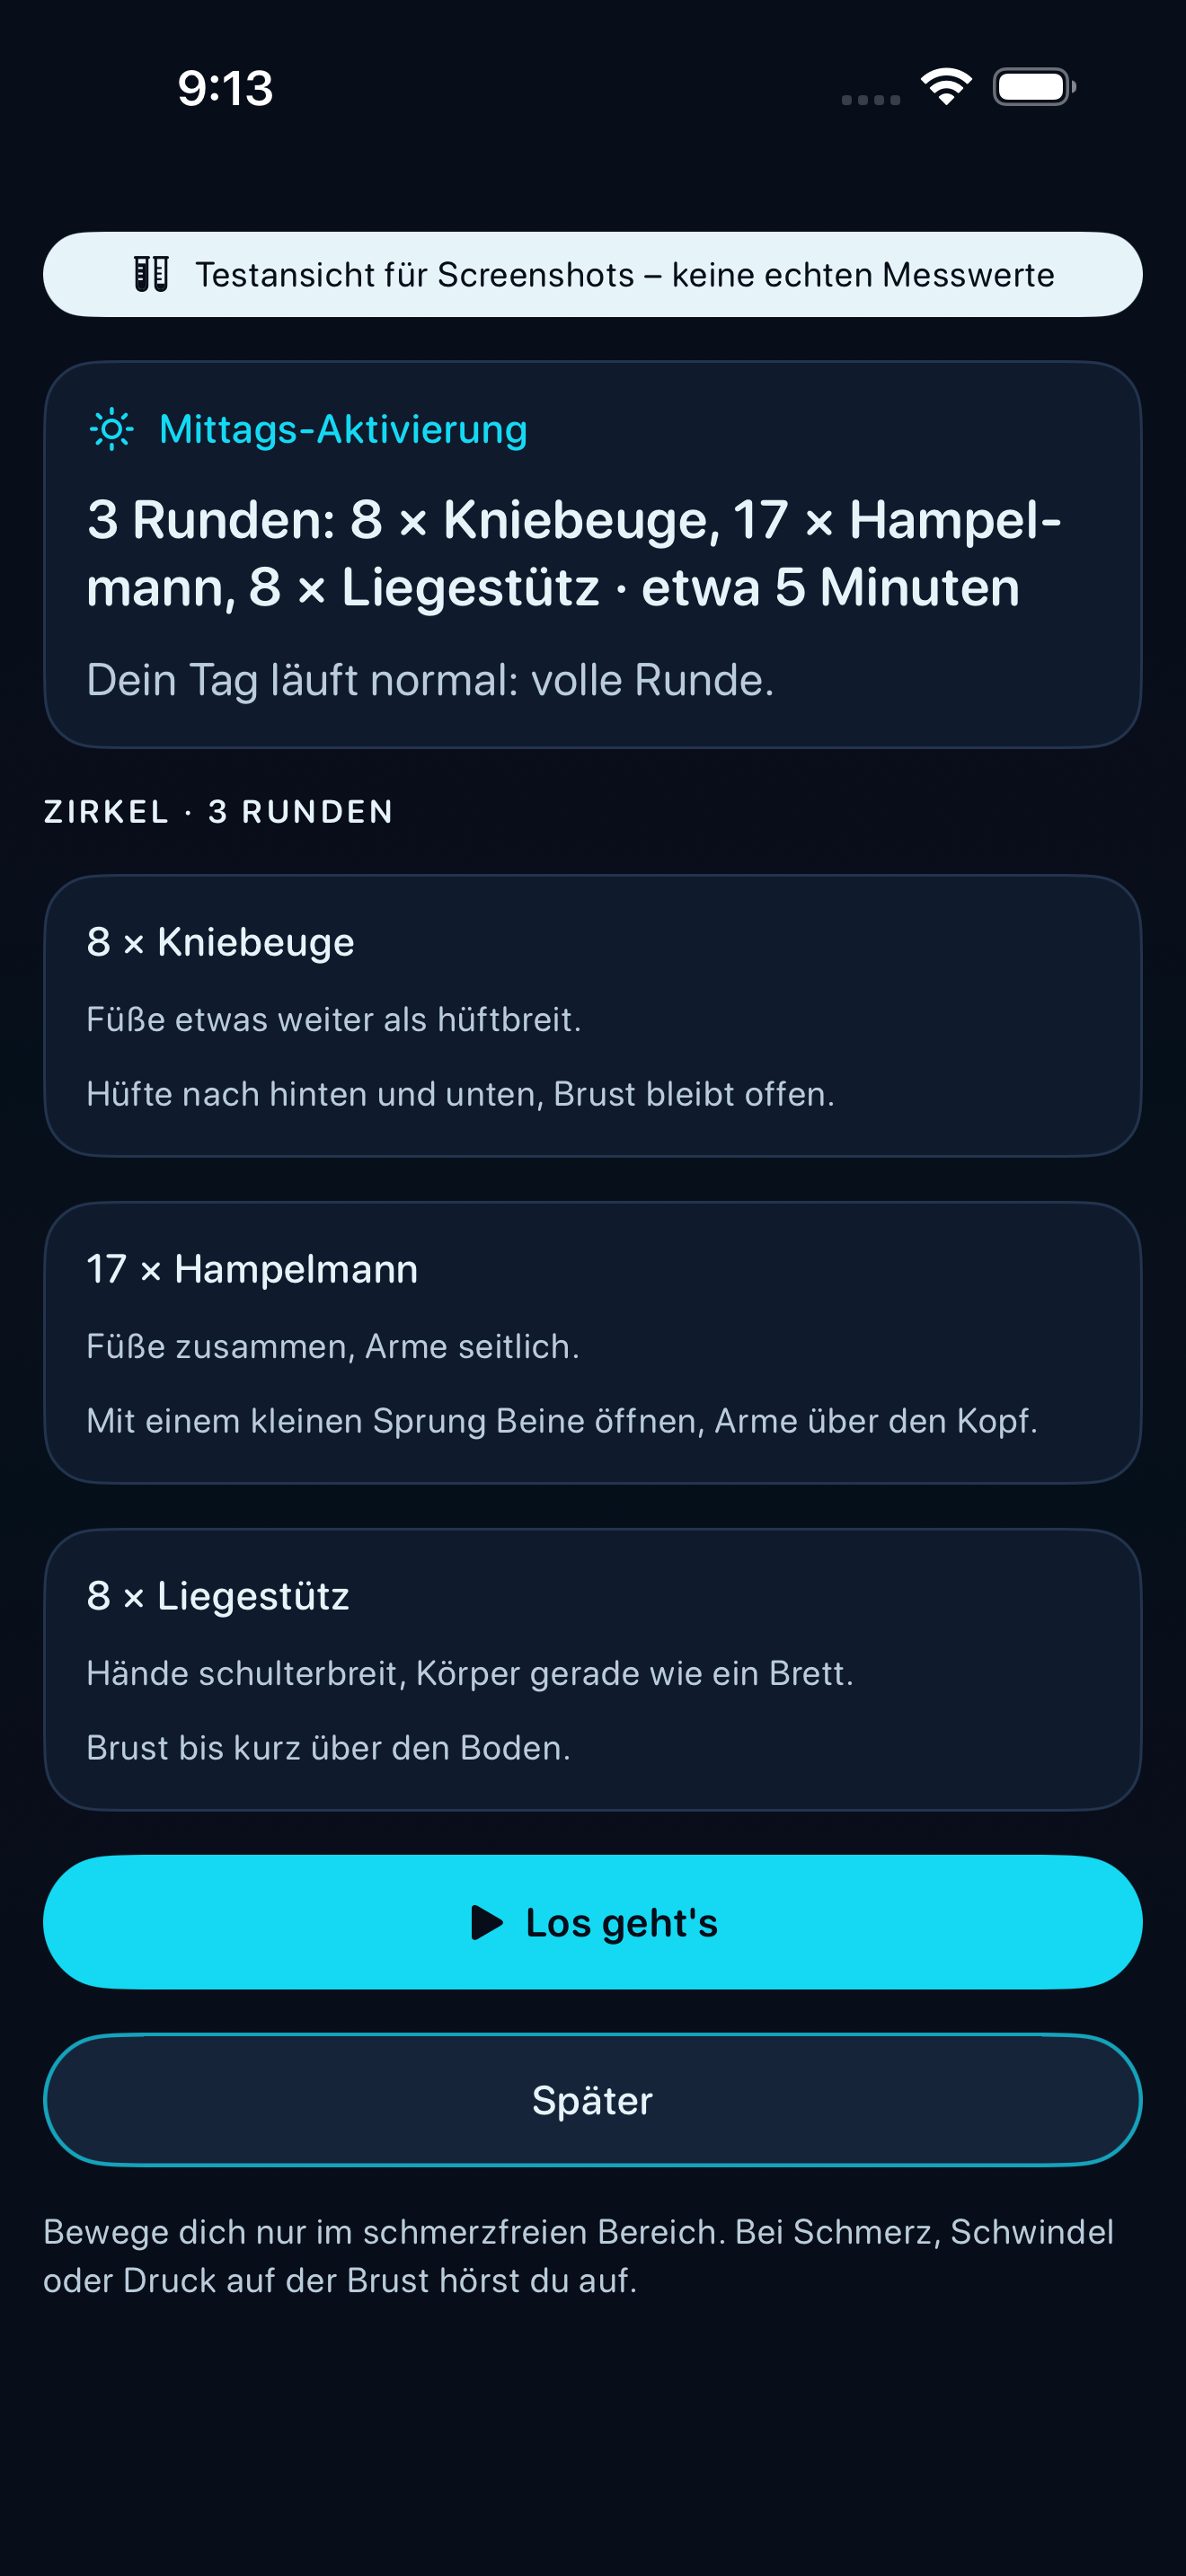 9:13
Testansicht für Screenshots – keine echten Messwerte
Mittags-Aktivierung
3 Runden: 8 × Kniebeuge, 17 × Hampel-
mann, 8 × Liegestütz · etwa 5 Minuten
Dein Tag läuft normal: volle Runde.
ZIRKEL · 3 RUNDEN
8 × Kniebeuge
Füße etwas weiter als hüftbreit.
Hüfte nach hinten und unten, Brust bleibt offen.
17 × Hampelmann
Füße zusammen, Arme seitlich.
Mit einem kleinen Sprung Beine öffnen, Arme über den Kopf.
8 × Liegestütz
Hände schulterbreit, Körper gerade wie ein Brett.
Brust bis kurz über den Boden.
Los geht's
Später
Bewege dich nur im schmerzfreien Bereich. Bei Schmerz, Schwindel
oder Druck auf der Brust hörst du auf.